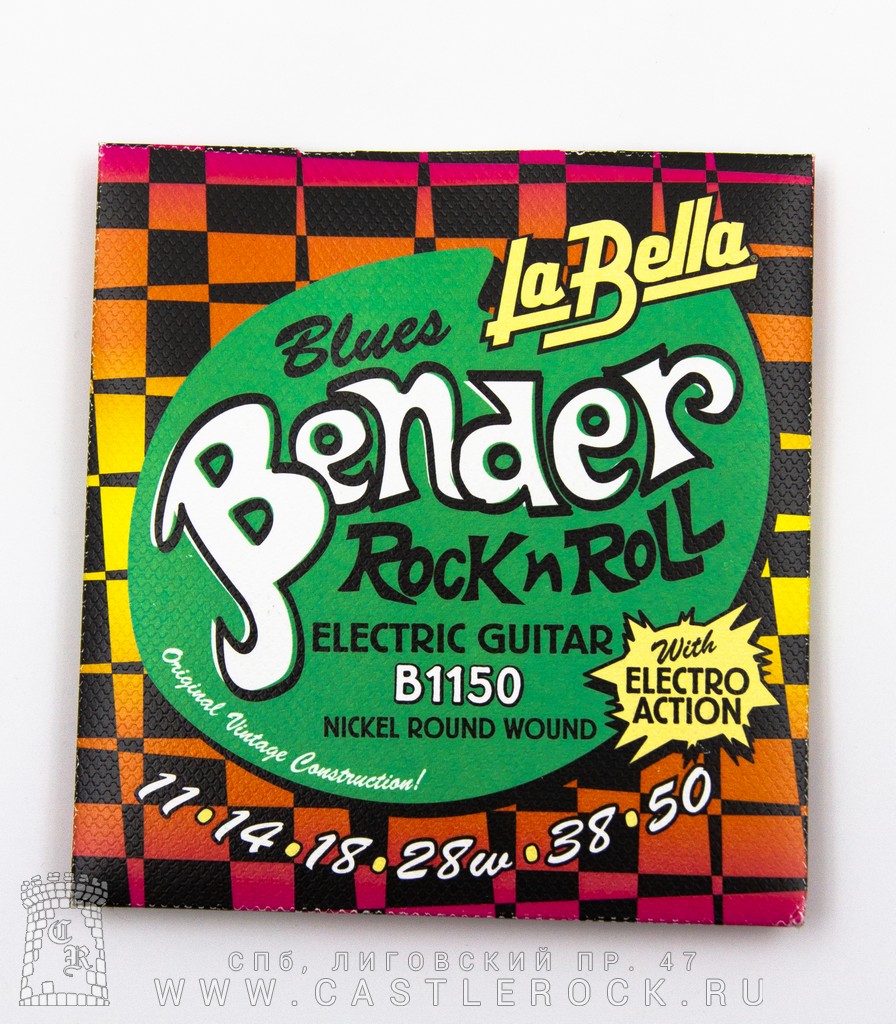 La Bella®
Blues
Bender
Rock n Roll
ELECTRIC GUITAR
B1150
NICKEL ROUND WOUND
With
ELECTRO
ACTION
Original Vintage Construction!
11 • 14 • 18 • 28w • 38 • 50
CR
СПБ, ЛИГОВСКИЙ ПР. 47
WWW.CASTLEROCK.RU